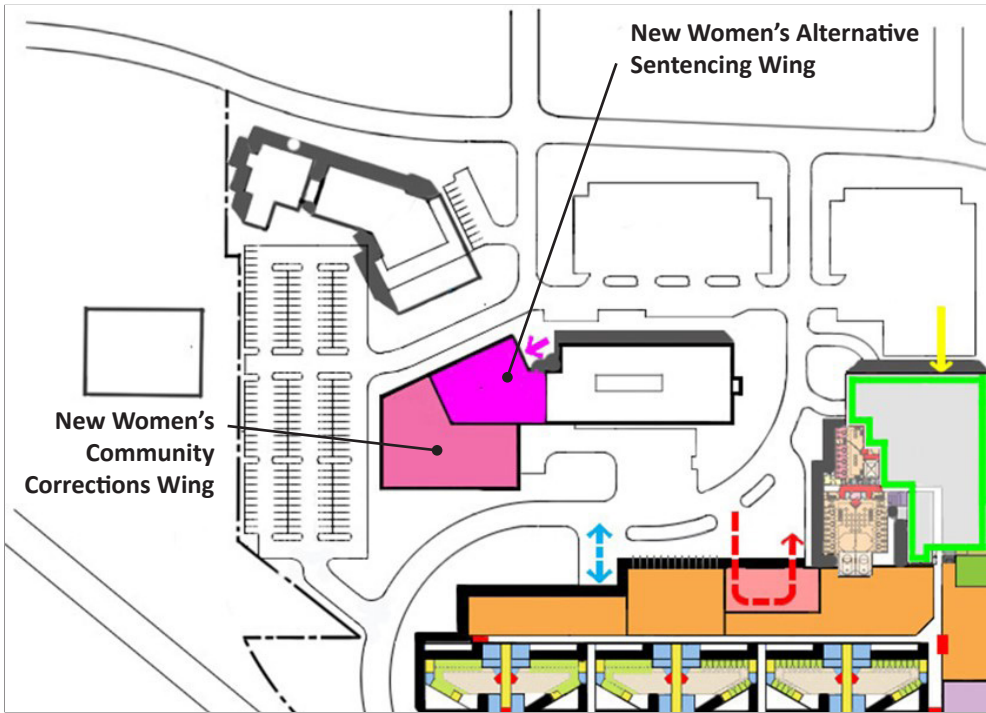 New Women’s Alternative
Sentencing Wing
New Women’s
Community
Corrections Wing